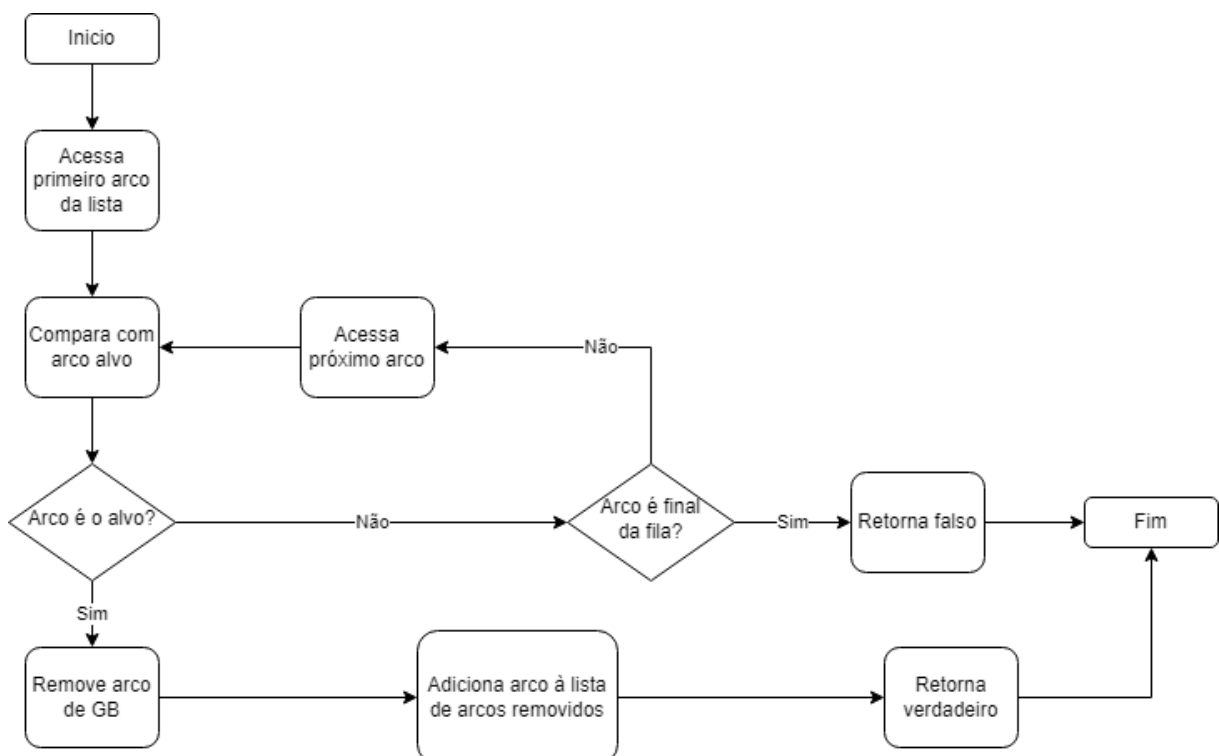 Inicio
Acessa
primeiro arco
da lista
Compara com
arco alvo
Acessa
próximo arco
Não
Arco é o alvo?
Não
Arco é final
da fila?
Sim
Retorna falso
Fim
Sim
Remove arco
de GB
Adiciona arco à lista
de arcos removidos
Retorna
verdadeiro